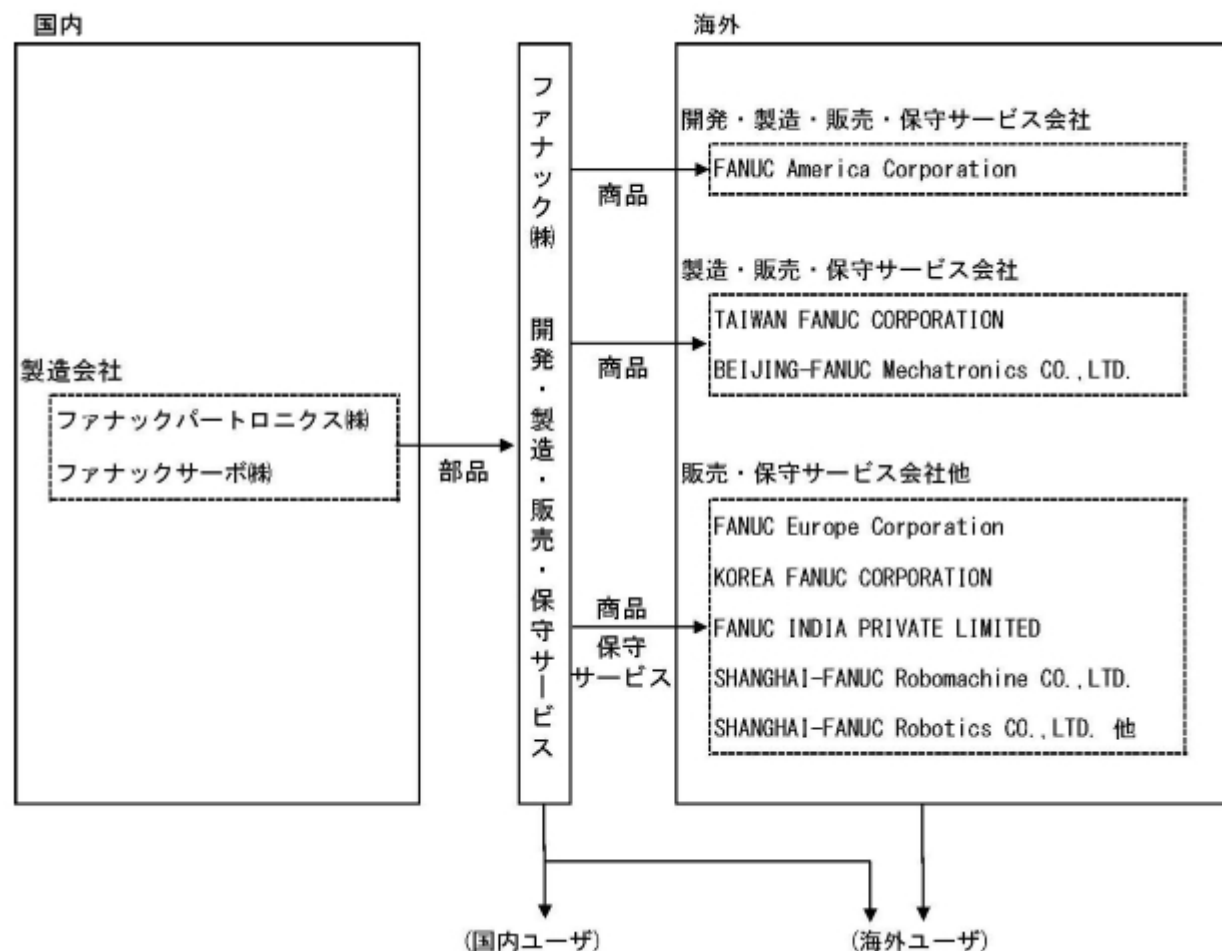 国内
製造会社
ファナックパートロニクス㈱
ファナックサーボ㈱
部品
ファナック㈱ 開発・製造・販売・保守サービス
商品
商品
商品
保守
サービス
海外
開発・製造・販売・保守サービス会社
FANUC America Corporation
製造・販売・保守サービス会社
TAIWAN FANUC CORPORATION
BEIJING-FANUC Mechatronics CO.,LTD.
販売・保守サービス会社他
FANUC Europe Corporation
KOREA FANUC CORPORATION
FANUC INDIA PRIVATE LIMITED
SHANGHAI-FANUC Robomachine CO.,LTD.
SHANGHAI-FANUC Robotics CO.,LTD. 他
(国内ユーザ)
(海外ユーザ)